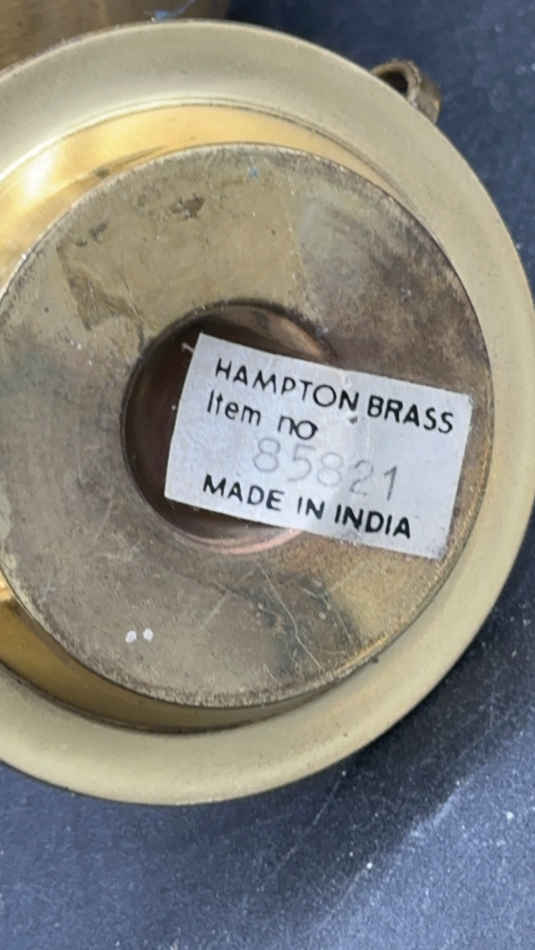 HAMPTON BRASS
Item no
85821
MADE IN INDIA